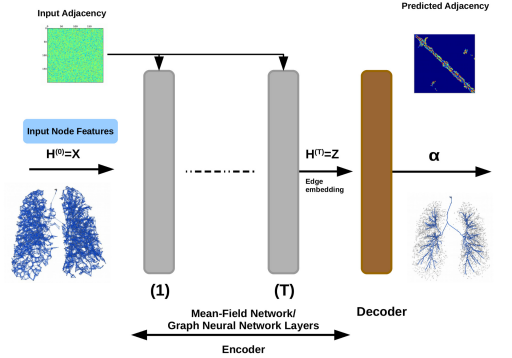 Input Adjacency
Predicted Adjacency
Input Node Features
H(0)=X
H(T)=Z
α
Edge
embedding
(1)
(T)
Mean-Field Network/
Graph Neural Network Layers
Decoder
Encoder